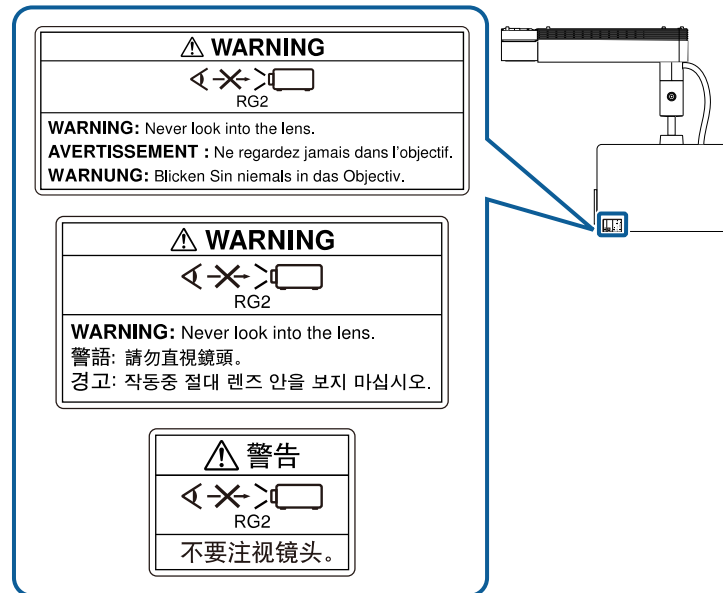 WARNING
RG2
WARNING: Never look into the lens.
AVERTISSEMENT : Ne regardez jamais dans l'objectif.
WARNUNG: Blicken Sin niemals in das Objectiv.
WARNING
RG2
WARNING: Never look into the lens.
警語: 請勿直視鏡頭。
경고: 작동중 절대 렌즈 안을 보지 마십시오.
警告
RG2
不要注视镜头。